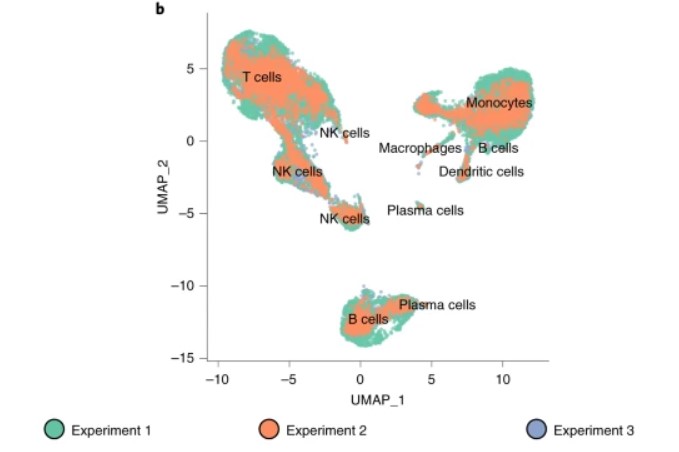 b
5
0
−5
−10
−15
UMAP_2
T cells
NK cells
NK cells
NK cells
Monocytes
Macrophages
B cells
Dendritic cells
Plasma cells
Plasma cells
B cells
−10
−5
0
5
10
UMAP_1
Experiment 1
Experiment 2
Experiment 3